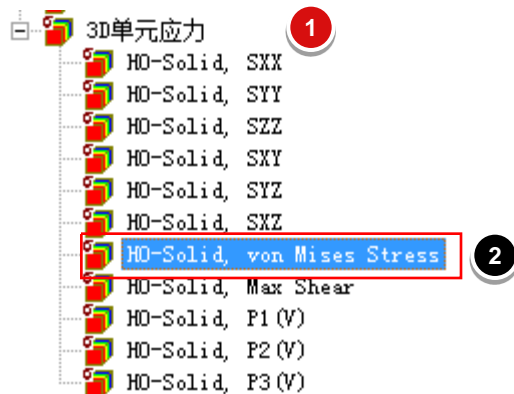 3D单元应力 1
HO-Solid, SXX
HO-Solid, SYY
HO-Solid, SZZ
HO-Solid, SXY
HO-Solid, SYZ
HO-Solid, SXZ
HO-Solid, von Mises Stress 2
HO-Solid, Max Shear
HO-Solid, P1(V)
HO-Solid, P2(V)
HO-Solid, P3(V)